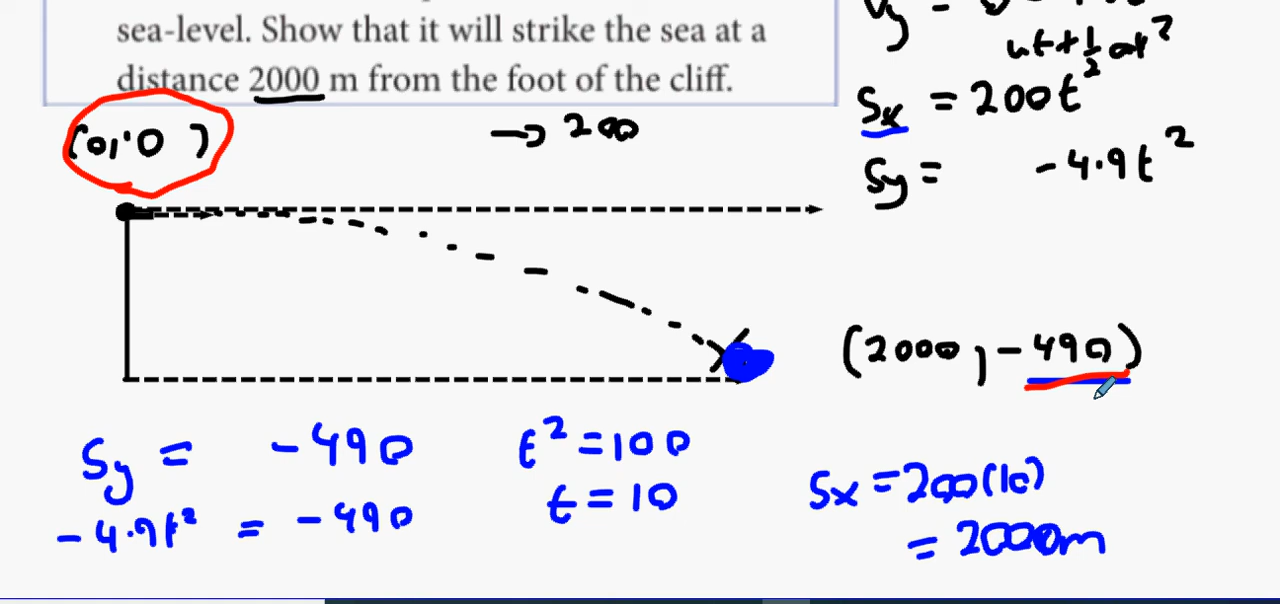 sea-level. Show that it will strike the sea at a
distance 2000 m from the foot of the cliff.
ut+½at²
Sx = 200t
Sy = -4.9t²
(0,0)
→ 200
(2000, -490)
Sy = -490
-4.9t² = -490
t² = 100
t = 10
Sx = 200(10)
= 2000m